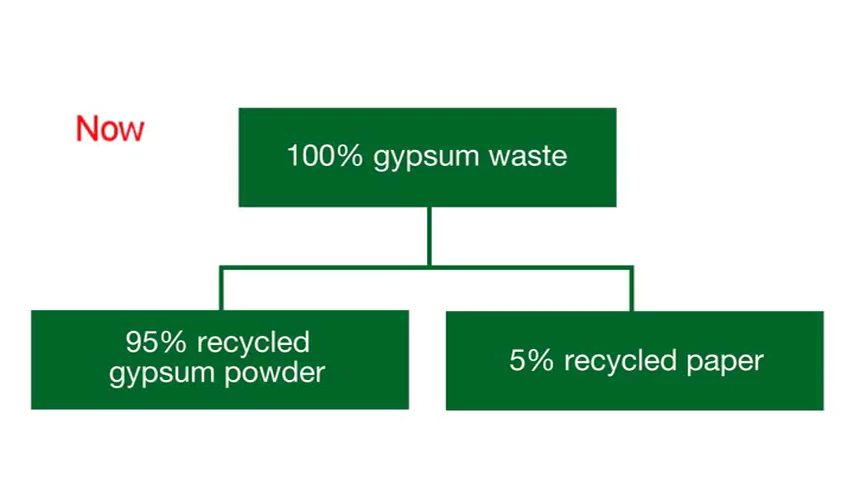 Now
100% gypsum waste
95% recycled
gypsum powder
5% recycled paper